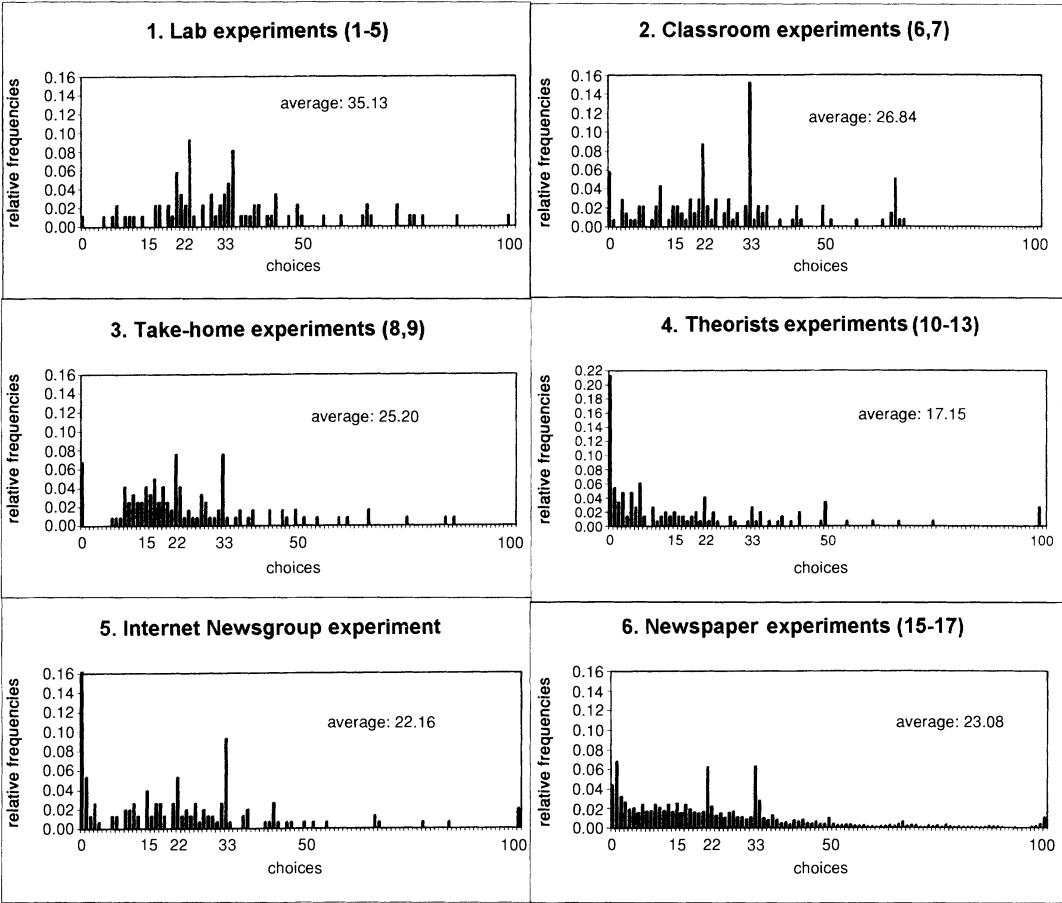 1. Lab experiments (1-5)
relative frequencies
0.16
0.14
0.12
0.10
0.08
0.06
0.04
0.02
0.00
average: 35.13
0 15 22 33 50 100
choices
2. Classroom experiments (6,7)
relative frequencies
0.16
0.14
0.12
0.10
0.08
0.06
0.04
0.02
0.00
average: 26.84
0 15 22 33 50 100
choices
3. Take-home experiments (8,9)
relative frequencies
0.16
0.14
0.12
0.10
0.08
0.06
0.04
0.02
0.00
average: 25.20
0 15 22 33 50 100
choices
4. Theorists experiments (10-13)
relative frequencies
0.22
0.20
0.18
0.16
0.14
0.12
0.10
0.08
0.06
0.04
0.02
0.00
average: 17.15
0 15 22 33 50 100
choices
5. Internet Newsgroup experiment
relative frequencies
0.16
0.14
0.12
0.10
0.08
0.06
0.04
0.02
0.00
average: 22.16
0 15 22 33 50 100
choices
6. Newspaper experiments (15-17)
relative frequencies
0.16
0.14
0.12
0.10
0.08
0.06
0.04
0.02
0.00
average: 23.08
0 15 22 33 50 100
choices